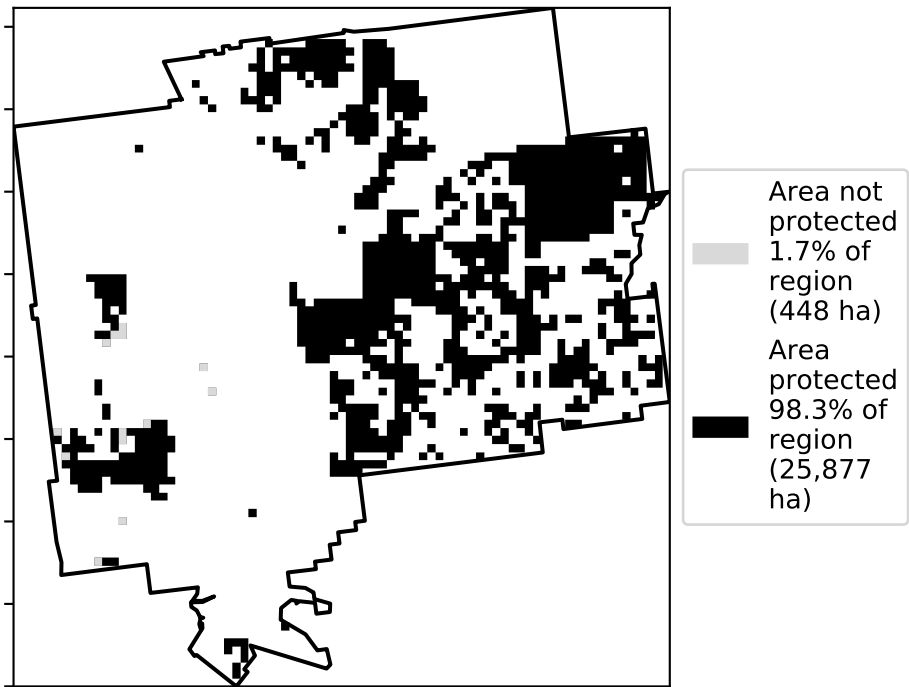 Area not
protected
1.7% of
region
(448 ha)
Area
protected
98.3% of
region
(25,877
ha)